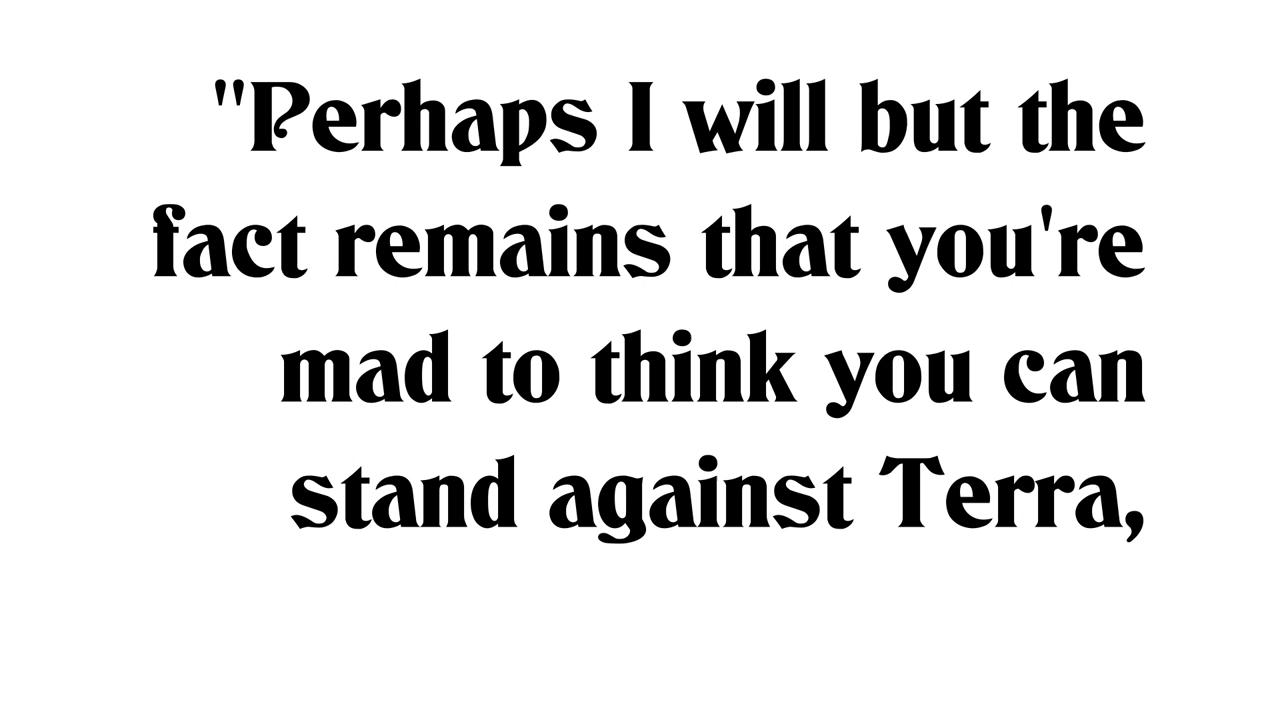 "Perhaps I will but the
fact remains that you're
mad to think you can
stand against Terra,